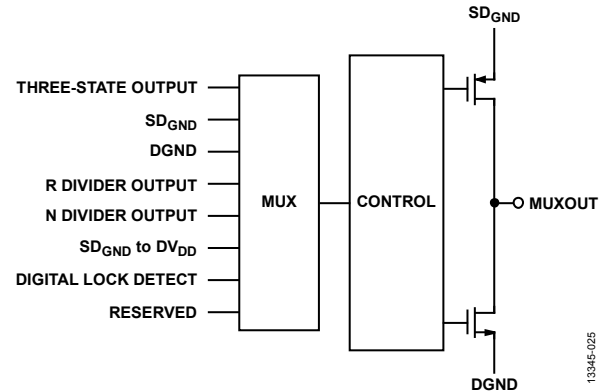 SDGND
THREE-STATE OUTPUT
SDGND
DGND
R DIVIDER OUTPUT
N DIVIDER OUTPUT
SDGND to DVDD
DIGITAL LOCK DETECT
RESERVED
MUX
CONTROL
MUXOUT
DGND
13345-025